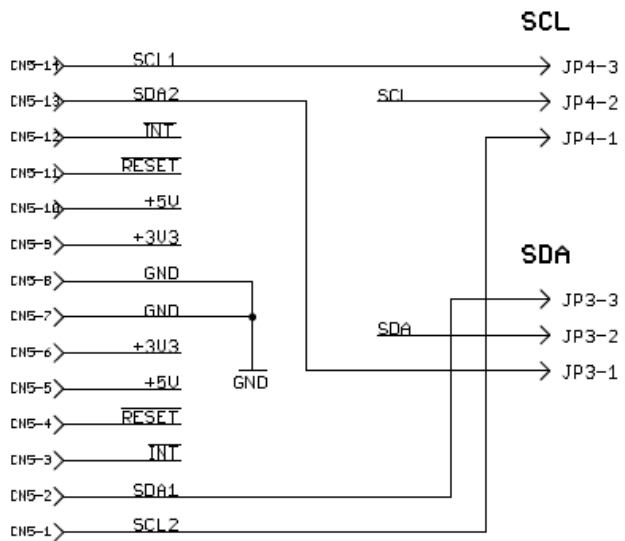 SCL
CN5-14 SCL1 JP4-3
CN5-13 SDA2 SCL JP4-2
CN5-12 INT JP4-1
CN5-11 RESET
CN5-10 +5V
CN5-9 +3V3
SDA
CN5-8 GND
JP3-3
CN5-7 GND
SDA JP3-2
CN5-6 +3V3
JP3-1
CN5-5 +5V
GND
CN5-4 RESET
CN5-3 INT
CN5-2 SDA1
CN5-1 SCL2